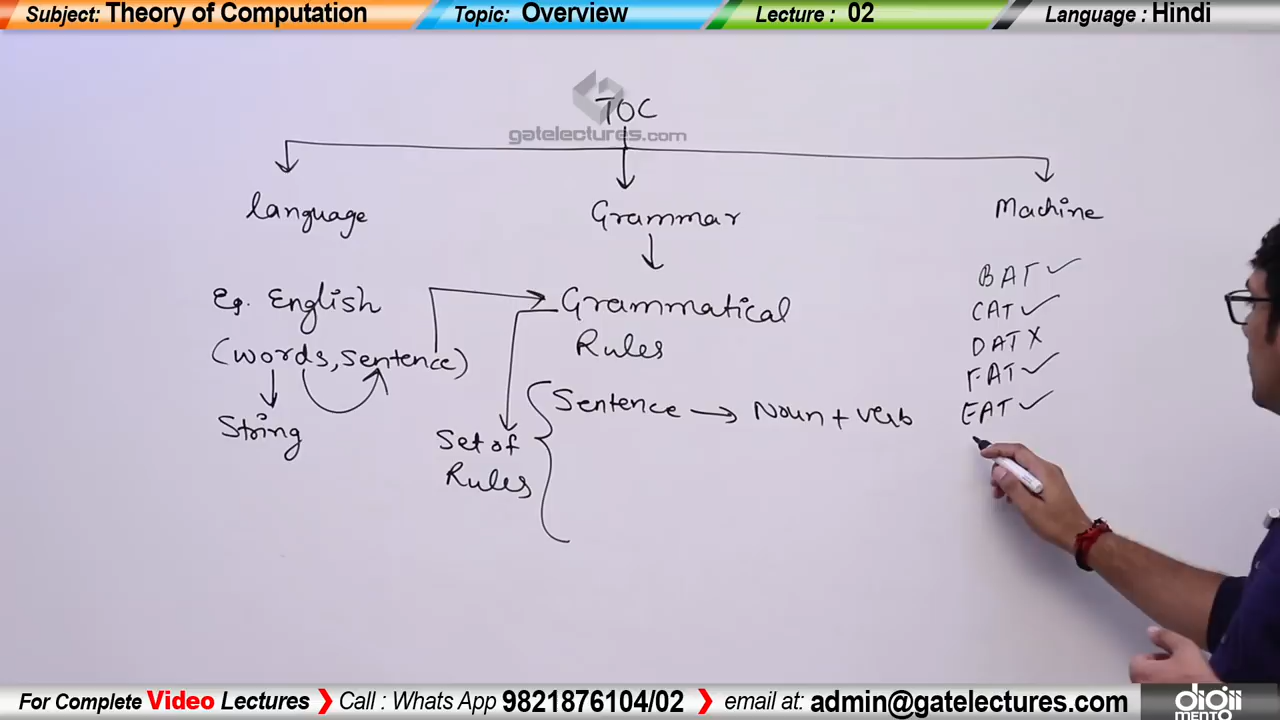 Subject: Theory of Computation
Topic: Overview
Lecture : 02
Language : Hindi
TOC
gatelectures.com
language
Grammar
Machine
Eg. English
(words, Sentence)
String
Grammatical
Rules
Set of
Rules
Sentence → Noun + verb
BAT ✓
CAT ✓
DAT X
FAT ✓
EAT ✓
For Complete Video Lectures ❯ Call : Whats App 9821876104/02 ❯ email at: admin@gatelectures.com
digii
MENTO